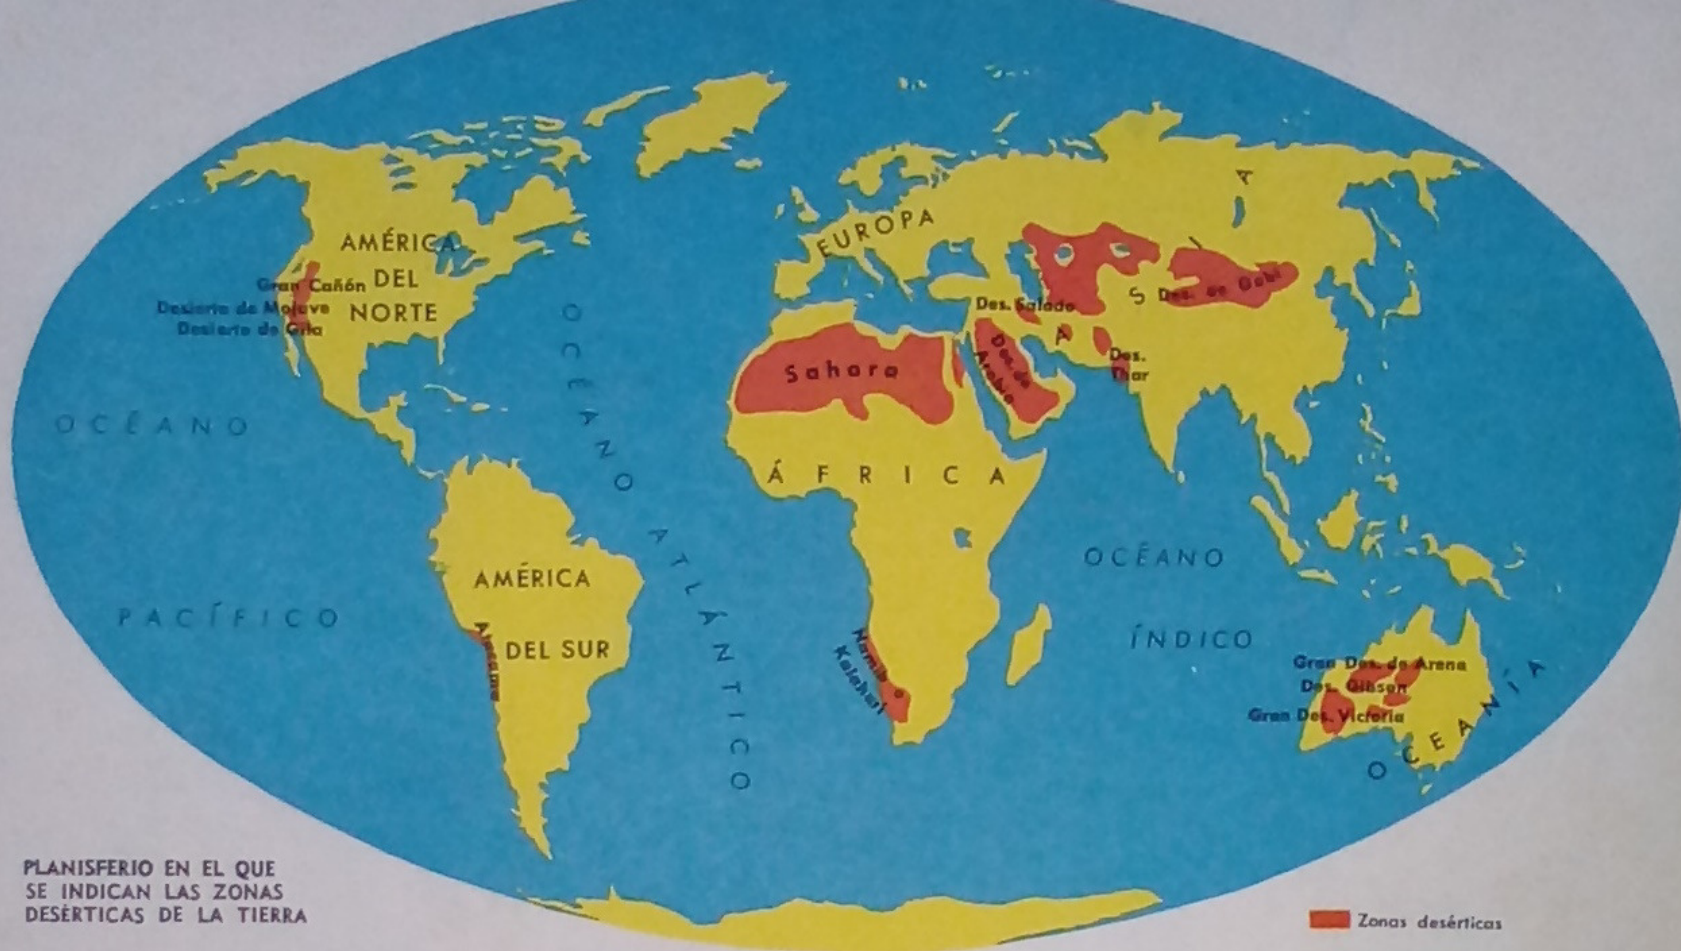 AMÉRICA
DEL
NORTE
Gran Cañón
Desierto de Mojave
Desierto de Gila
OCÉANO
PACÍFICO
OCÉANO ATLÁNTICO
AMÉRICA
DEL SUR
Atacama
EUROPA
ASIA
Des. Salado
Des. de Gobi
Des. de Arabia
Des.
Thar
Sahara
ÁFRICA
Namib o
Kalahari
OCÉANO
ÍNDICO
Gran Des. de Arena
Des. Gibson
Gran Des. Victoria
OCEANÍA
PLANISFERIO EN EL QUE
SE INDICAN LAS ZONAS
DESÉRTICAS DE LA TIERRA
Zonas desérticas